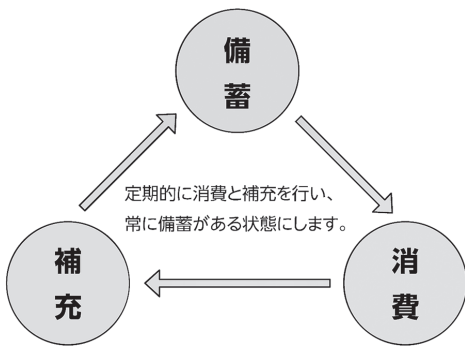 備
蓄
定期的に消費と補充を行い、
常に備蓄がある状態にします。
補
充
消
費